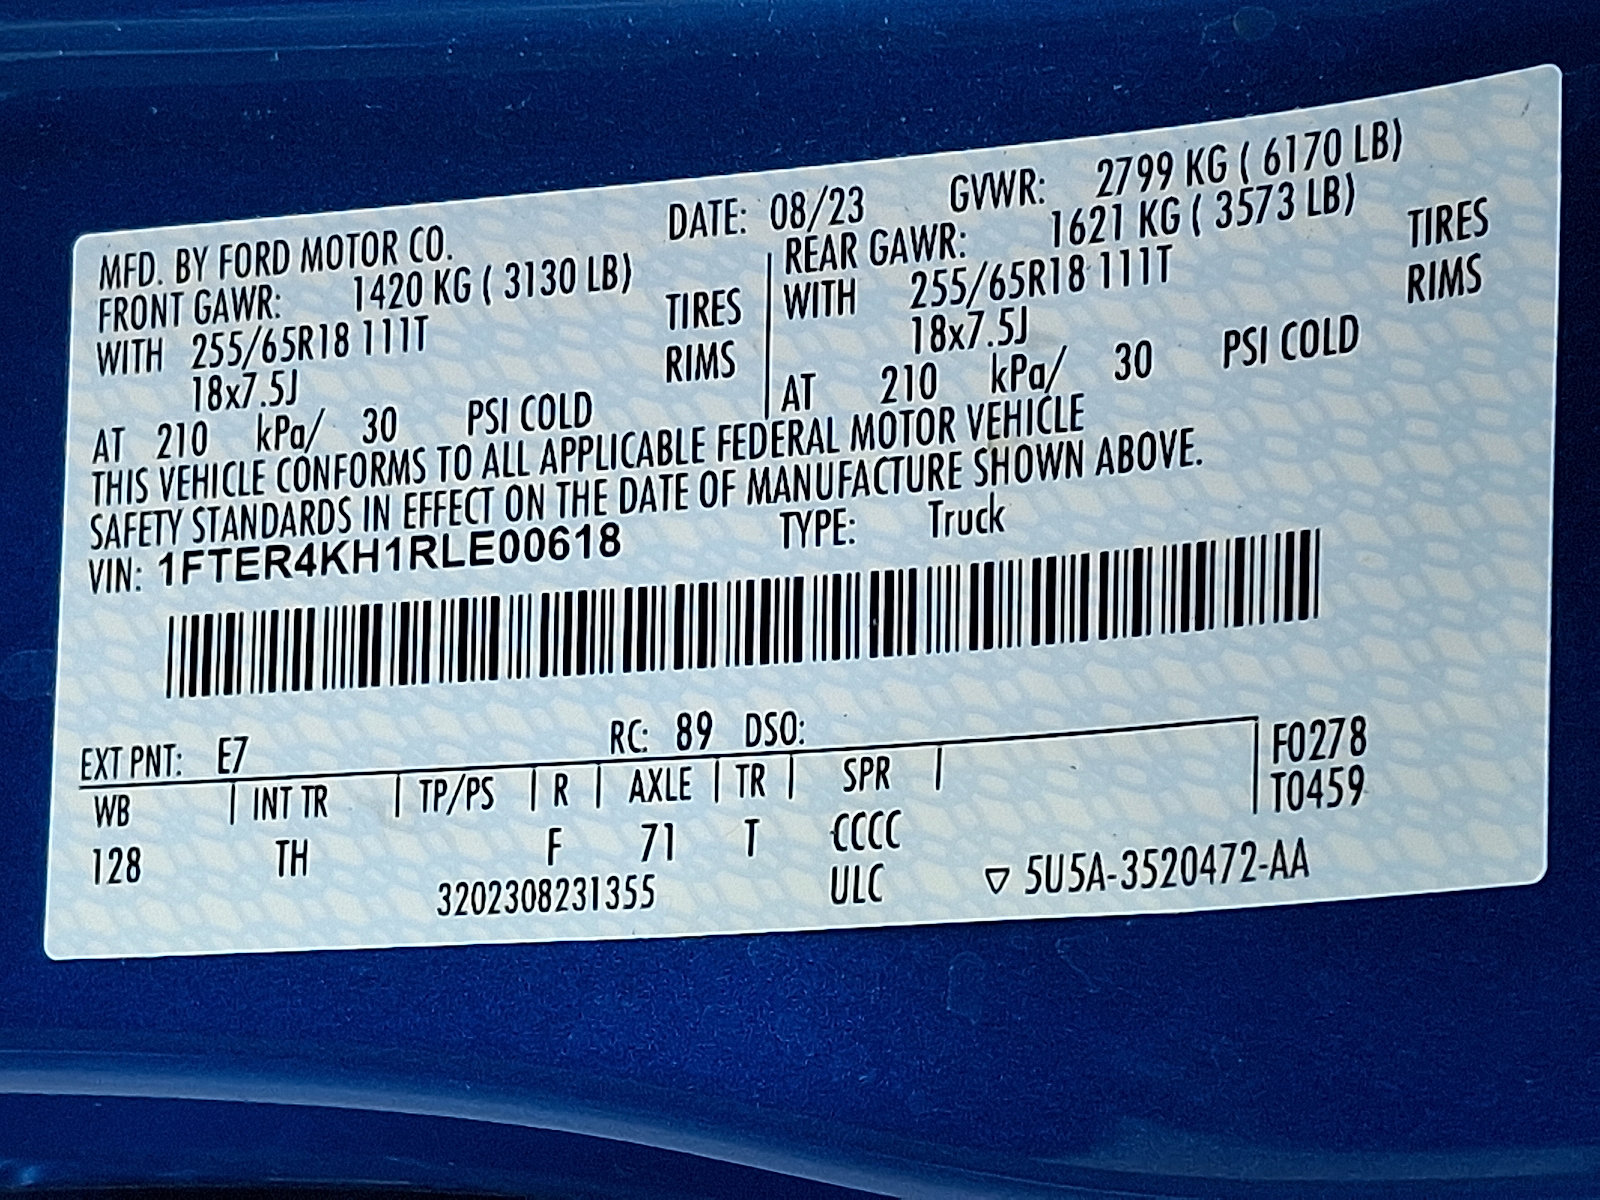 MFD. BY FORD MOTOR CO. DATE: 08/23 GVWR: 2799 KG ( 6170 LB)
FRONT GAWR: 1420 KG ( 3130 LB)
WITH 255/65R18 111T TIRES
18x7.5J RIMS
AT 210 kPa/ 30 PSI COLD
REAR GAWR: 1621 KG ( 3573 LB)
WITH 255/65R18 111T TIRES
18x7.5J RIMS
AT 210 kPa/ 30 PSI COLD
THIS VEHICLE CONFORMS TO ALL APPLICABLE FEDERAL MOTOR VEHICLE
SAFETY STANDARDS IN EFFECT ON THE DATE OF MANUFACTURE SHOWN ABOVE.
VIN: 1FTER4KH1RLE00618 TYPE: Truck
EXT PNT: E7 RC: 89 DSO:
WB INT TR TP/PS R AXLE TR SPR F0278
T0459
128 TH F 71 T CCCC
3202308231355 ULC ▽ 5U5A-3520472-AA